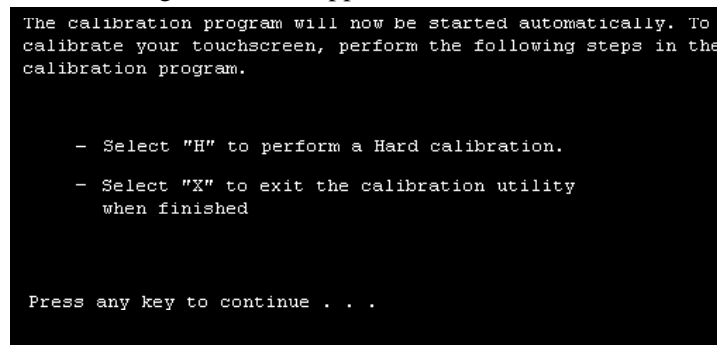 The calibration program will now be started automatically. To
calibrate your touchscreen, perform the following steps in the
calibration program.
- Select "H" to perform a Hard calibration.
- Select "X" to exit the calibration utility
when finished
Press any key to continue . . .